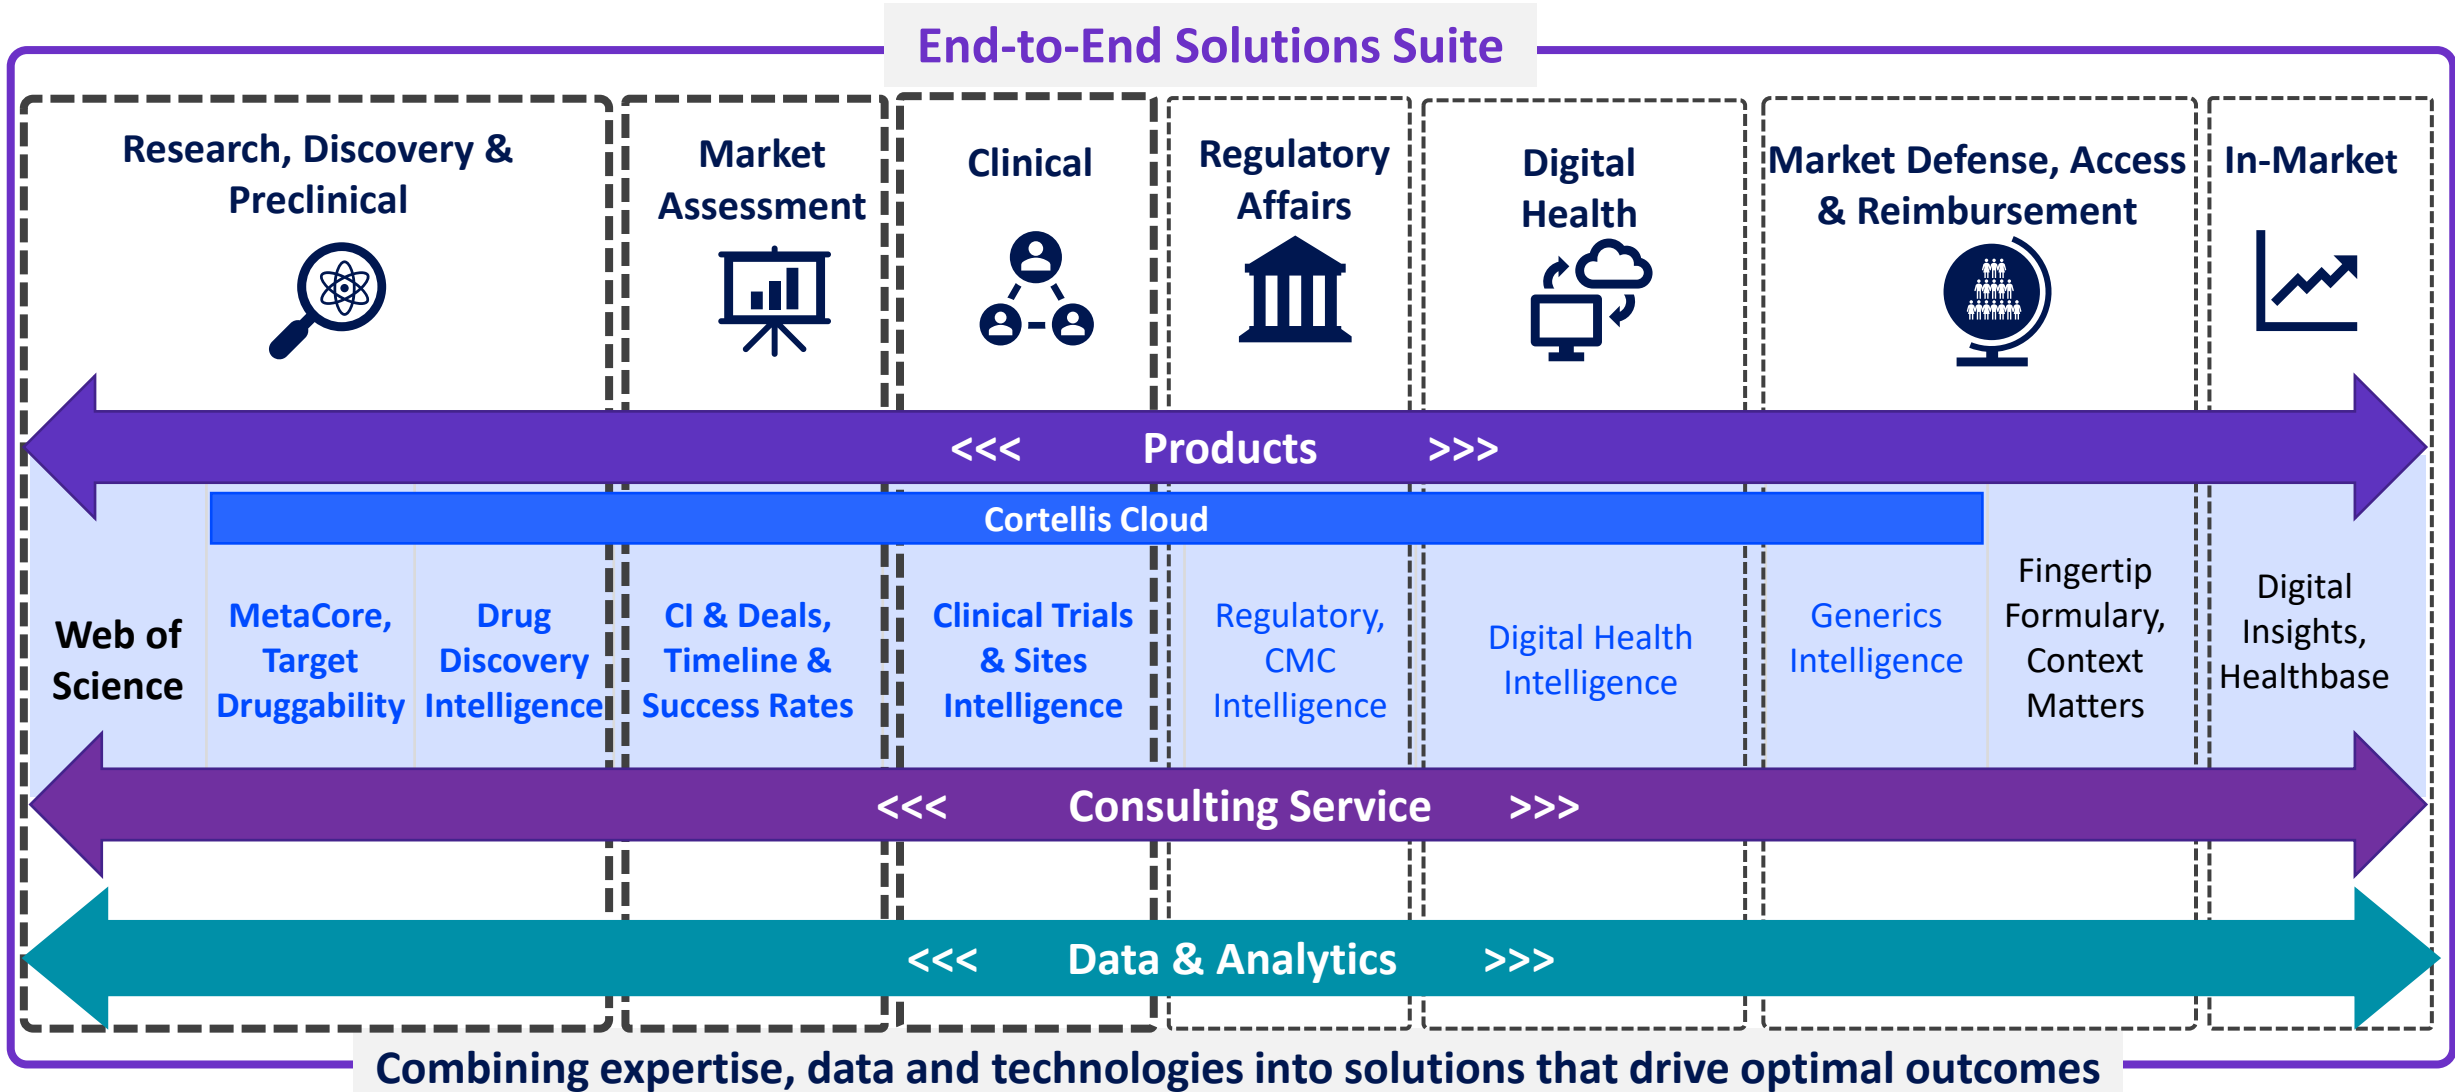 End-to-End Solutions Suite
Research, Discovery &
Preclinical
Market
Assessment
Clinical
Regulatory
Affairs
Digital
Health
Market Defense, Access
& Reimbursement
In-Market
<<< Products >>>
Cortellis Cloud
Web of
Science
MetaCore,
Target
Druggability
Drug
Discovery
Intelligence
CI & Deals,
Timeline &
Success Rates
Clinical Trials
& Sites
Intelligence
Regulatory,
CMC
Intelligence
Digital Health
Intelligence
Generics
Intelligence
Fingertip
Formulary,
Context
Matters
Digital
Insights,
Healthbase
<<< Consulting Service >>>
<<< Data & Analytics >>>
Combining expertise, data and technologies into solutions that drive optimal outcomes